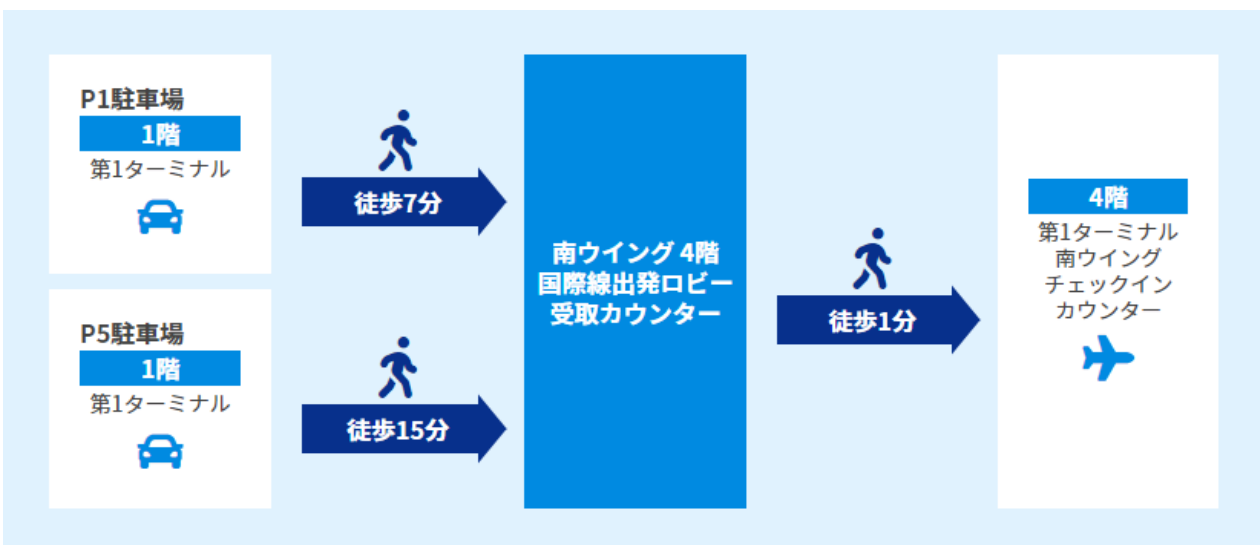 P1駐車場
1階
第1ターミナル
徒歩7分
P5駐車場
1階
第1ターミナル
徒歩15分
南ウイング 4階
国際線出発ロビー
受取カウンター
徒歩1分
4階
第1ターミナル
南ウイング
チェックイン
カウンター